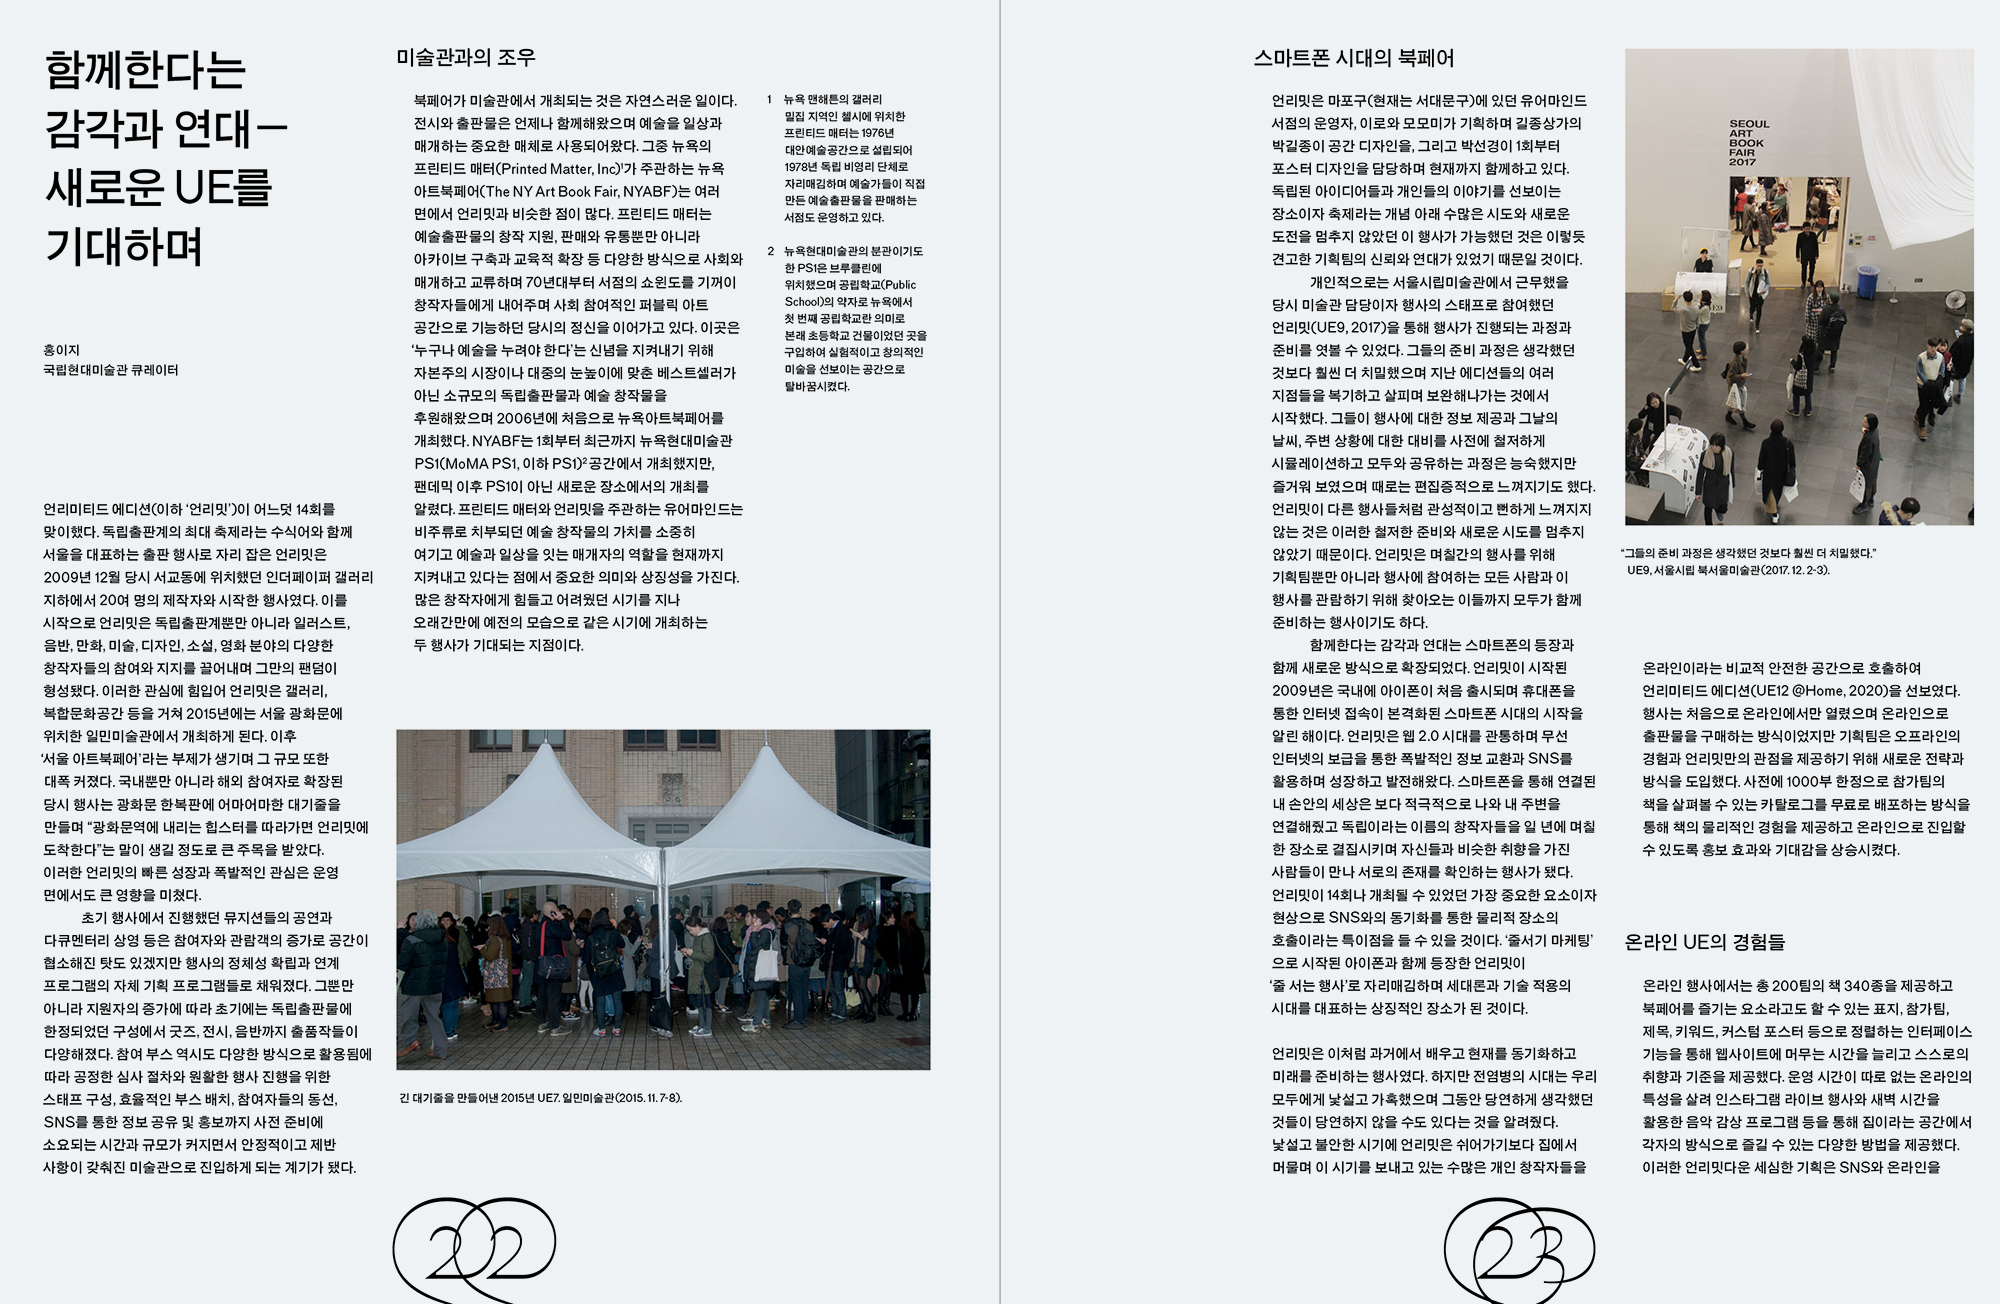 함께한다는
감각과 연대—
새로운 UE를
기대하며
홍이지
국립현대미술관 큐레이터
언리미티드 에디션(이하 ‘언리밋’)이 어느덧 14회를
맞이했다. 독립출판계의 최대 축제라는 수식어와 함께
서울을 대표하는 출판 행사로 자리 잡은 언리밋은
2009년 12월 당시 서교동에 위치했던 인더페이퍼 갤러리
지하에서 20여 명의 제작자와 시작한 행사였다. 이를
시작으로 언리밋은 독립출판계뿐만 아니라 일러스트,
음반, 만화, 미술, 디자인, 소설, 영화 분야의 다양한
창작자들의 참여와 지지를 끌어내며 그만의 팬덤이
형성됐다. 이러한 관심에 힘입어 언리밋은 갤러리,
복합문화공간 등을 거쳐 2015년에는 서울 광화문에
위치한 일민미술관에서 개최하게 된다. 이후
‘서울 아트북페어’라는 부제가 생기며 그 규모 또한
대폭 커졌다. 국내뿐만 아니라 해외 참여자로 확장된
당시 행사는 광화문 한복판에 어마어마한 대기줄을
만들며 “광화문역에 내리는 힙스터를 따라가면 언리밋에
도착한다”는 말이 생길 정도로 큰 주목을 받았다.
이러한 언리밋의 빠른 성장과 폭발적인 관심은 운영
면에서도 큰 영향을 미쳤다.
초기 행사에서 진행했던 뮤지션들의 공연과
다큐멘터리 상영 등은 참여자와 관람객의 증가로 공간이
협소해진 탓도 있겠지만 행사의 정체성 확립과 연계
프로그램의 자체 기획 프로그램들로 채워졌다. 그뿐만
아니라 지원자의 증가에 따라 초기에는 독립출판물에
한정되었던 구성에서 굿즈, 전시, 음반까지 출품작들이
다양해졌다. 참여 부스 역시도 다양한 방식으로 활용됨에
따라 공정한 심사 절차와 원활한 행사 진행을 위한
스태프 구성, 효율적인 부스 배치, 참여자들의 동선,
SNS를 통한 정보 공유 및 홍보까지 사전 준비에
소요되는 시간과 규모가 커지면서 안정적이고 제반
사항이 갖춰진 미술관으로 진입하게 되는 계기가 됐다.
미술관과의 조우
북페어가 미술관에서 개최되는 것은 자연스러운 일이다.
전시와 출판물은 언제나 함께해왔으며 예술을 일상과
매개하는 중요한 매체로 사용되어왔다. 그중 뉴욕의
프린티드 매터(Printed Matter, Inc)¹가 주관하는 뉴욕
아트북페어(The NY Art Book Fair, NYABF)는 여러
면에서 언리밋과 비슷한 점이 많다. 프린티드 매터는
예술출판물의 창작 지원, 판매와 유통뿐만 아니라
아카이브 구축과 교육적 확장 등 다양한 방식으로 사회와
매개하고 교류하며 70년대부터 서점의 쇼윈도를 기꺼이
창작자들에게 내어주며 사회 참여적인 퍼블릭 아트
공간으로 기능하던 당시의 정신을 이어가고 있다. 이곳은
‘누구나 예술을 누려야 한다’는 신념을 지켜내기 위해
자본주의 시장이나 대중의 눈높이에 맞춘 베스트셀러가
아닌 소규모의 독립출판물과 예술 창작물을
후원해왔으며 2006년에 처음으로 뉴욕아트북페어를
개최했다. NYABF는 1회부터 최근까지 뉴욕현대미술관
PS1(MoMA PS1, 이하 PS1)² 공간에서 개최했지만,
팬데믹 이후 PS1이 아닌 새로운 장소에서의 개최를
알렸다. 프린티드 매터와 언리밋을 주관하는 유어마인드는
비주류로 치부되던 예술 창작물의 가치를 소중히
여기고 예술과 일상을 잇는 매개자의 역할을 현재까지
지켜내고 있다는 점에서 중요한 의미와 상징성을 가진다.
많은 창작자에게 힘들고 어려웠던 시기를 지나
오래간만에 예전의 모습으로 같은 시기에 개최하는
두 행사가 기대되는 지점이다.
1 뉴욕 맨해튼의 갤러리
밀집 지역인 첼시에 위치한
프린티드 매터는 1976년
대안예술공간으로 설립되어
1978년 독립 비영리 단체로
자리매김하며 예술가들이 직접
만든 예술출판물을 판매하는
서점도 운영하고 있다.
2 뉴욕현대미술관의 분관이기도
한 PS1은 브루클린에
위치했으며 공립학교(Public
School)의 약자로 뉴욕에서
첫 번째 공립학교란 의미로
본래 초등학교 건물이었던 곳을
구입하여 실험적이고 창의적인
미술을 선보이는 공간으로
탈바꿈시켰다.
긴 대기줄을 만들어낸 2015년 UE7. 일민미술관(2015. 11. 7-8).
22
스마트폰 시대의 북페어
언리밋은 마포구(현재는 서대문구)에 있던 유어마인드
서점의 운영자, 이로와 모모미가 기획하며 길종상가의
박길종이 공간 디자인을, 그리고 박선경이 1회부터
포스터 디자인을 담당하며 현재까지 함께하고 있다.
독립된 아이디어들과 개인들의 이야기를 선보이는
장소이자 축제라는 개념 아래 수많은 시도와 새로운
도전을 멈추지 않았던 이 행사가 가능했던 것은 이렇듯
견고한 기획팀의 신뢰와 연대가 있었기 때문일 것이다.
개인적으로는 서울시립미술관에서 근무했을
당시 미술관 담당이자 행사의 스태프로 참여했던
언리밋(UE9, 2017)을 통해 행사가 진행되는 과정과
준비를 엿볼 수 있었다. 그들의 준비 과정은 생각했던
것보다 훨씬 더 치밀했으며 지난 에디션들의 여러
지점들을 복기하고 살피며 보완해나가는 것에서
시작했다. 그들이 행사에 대한 정보 제공과 그날의
날씨, 주변 상황에 대한 대비를 사전에 철저하게
시뮬레이션하고 모두와 공유하는 과정은 능숙했지만
즐거워 보였으며 때로는 편집증적으로 느껴지기도 했다.
언리밋이 다른 행사들처럼 관성적이고 뻔하게 느껴지지
않는 것은 이러한 철저한 준비와 새로운 시도를 멈추지
않았기 때문이다. 언리밋은 며칠간의 행사를 위해
기획팀뿐만 아니라 행사에 참여하는 모든 사람과 이
행사를 관람하기 위해 찾아오는 이들까지 모두가 함께
준비하는 행사이기도 하다.
함께한다는 감각과 연대는 스마트폰의 등장과
함께 새로운 방식으로 확장되었다. 언리밋이 시작된
2009년은 국내에 아이폰이 처음 출시되며 휴대폰을
통한 인터넷 접속이 본격화된 스마트폰 시대의 시작을
알린 해이다. 언리밋은 웹 2.0 시대를 관통하며 무선
인터넷의 보급을 통한 폭발적인 정보 교환과 SNS를
활용하며 성장하고 발전해왔다. 스마트폰을 통해 연결된
내 손안의 세상은 보다 적극적으로 나와 내 주변을
연결해줬고 독립이라는 이름의 창작자들을 일 년에 며칠
한 장소로 결집시키며 자신들과 비슷한 취향을 가진
사람들이 만나 서로의 존재를 확인하는 행사가 됐다.
언리밋이 14회나 개최될 수 있었던 가장 중요한 요소이자
현상으로 SNS와의 동기화를 통한 물리적 장소의
호출이라는 특이점을 들 수 있을 것이다. ‘줄서기 마케팅’
으로 시작된 아이폰과 함께 등장한 언리밋이
‘줄 서는 행사’로 자리매김하며 세대론과 기술 적용의
시대를 대표하는 상징적인 장소가 된 것이다.
언리밋은 이처럼 과거에서 배우고 현재를 동기화하고
미래를 준비하는 행사였다. 하지만 전염병의 시대는 우리
모두에게 낯설고 가혹했으며 그동안 당연하게 생각했던
것들이 당연하지 않을 수도 있다는 것을 알려줬다.
낯설고 불안한 시기에 언리밋은 쉬어가기보다 집에서
머물며 이 시기를 보내고 있는 수많은 개인 창작자들을
SEOUL
ART
BOOK
FAIR
2017
“그들의 준비 과정은 생각했던 것보다 훨씬 더 치밀했다.”
UE9, 서울시립 북서울미술관(2017. 12. 2-3).
온라인이라는 비교적 안전한 공간으로 호출하여
언리미티드 에디션(UE12 @Home, 2020)을 선보였다.
행사는 처음으로 온라인에서만 열렸으며 온라인으로
출판물을 구매하는 방식이었지만 기획팀은 오프라인의
경험과 언리밋만의 관점을 제공하기 위해 새로운 전략과
방식을 도입했다. 사전에 1000부 한정으로 참가팀의
책을 살펴볼 수 있는 카탈로그를 무료로 배포하는 방식을
통해 책의 물리적인 경험을 제공하고 온라인으로 진입할
수 있도록 홍보 효과와 기대감을 상승시켰다.
온라인 UE의 경험들
온라인 행사에서는 총 200팀의 책 340종을 제공하고
북페어를 즐기는 요소라고도 할 수 있는 표지, 참가팀,
제목, 키워드, 커스텀 포스터 등으로 정렬하는 인터페이스
기능을 통해 웹사이트에 머무는 시간을 늘리고 스스로의
취향과 기준을 제공했다. 운영 시간이 따로 없는 온라인의
특성을 살려 인스타그램 라이브 행사와 새벽 시간을
활용한 음악 감상 프로그램 등을 통해 집이라는 공간에서
각자의 방식으로 즐길 수 있는 다양한 방법을 제공했다.
이러한 언리밋다운 세심한 기획은 SNS와 온라인을
23